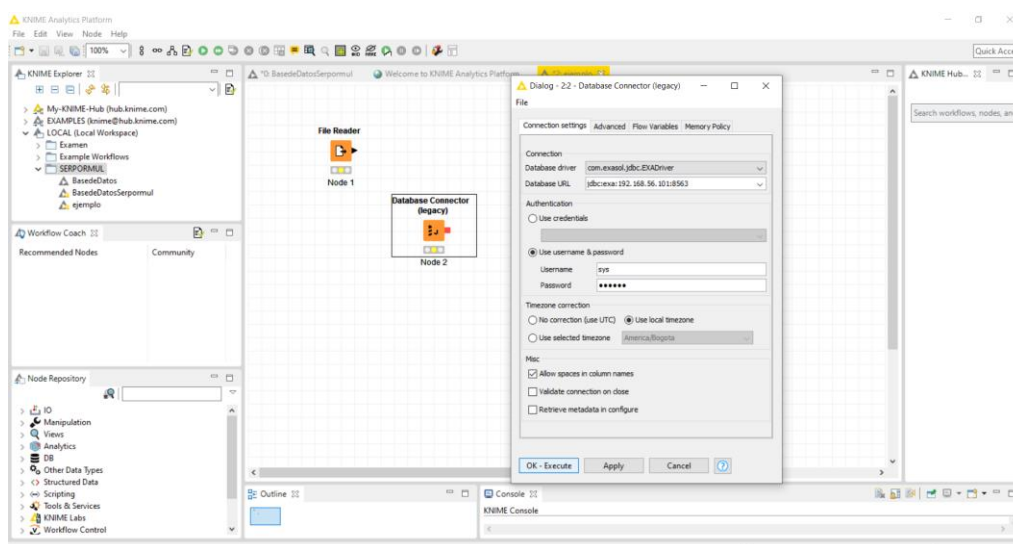 KNIME Analytics Platform
File Edit View Node Help
100%
Quick Acce
KNIME Explorer
My-KNIME-Hub (hub.knime.com)
EXAMPLES (knime@hub.knime.com)
LOCAL (Local Workspace)
Examen
Example Workflows
SERPORMUL
BasedeDatos
BasedeDatosSerpormul
ejemplo
Workflow Coach
Recommended Nodes Community
Node Repository
IO
Manipulation
Views
Analytics
DB
Other Data Types
Structured Data
Scripting
Tools & Services
KNIME Labs
Workflow Control
*0: BasedeDatosSerpormul Welcome to KNIME Analytics Platform
File Reader
Node 1
Database Connector
(legacy)
Node 2
Dialog - 2:2 - Database Connector (legacy)
File
Connection settings Advanced Flow Variables Memory Policy
Connection
Database driver com.exasol.jdbc.EXADriver
Database URL jdbc:exa:192.168.56.101:8563
Authentication
Use credentials
Use username & password
Username sys
Password ••••••
Timezone correction
No correction (use UTC) Use local timezone
Use selected timezone America/Bogota
Misc
Allow spaces in column names
Validate connection on close
Retrieve metadata in configure
OK - Execute Apply Cancel
KNIME Hub..
Search workflows, nodes, an
Outline
Console
KNIME Console